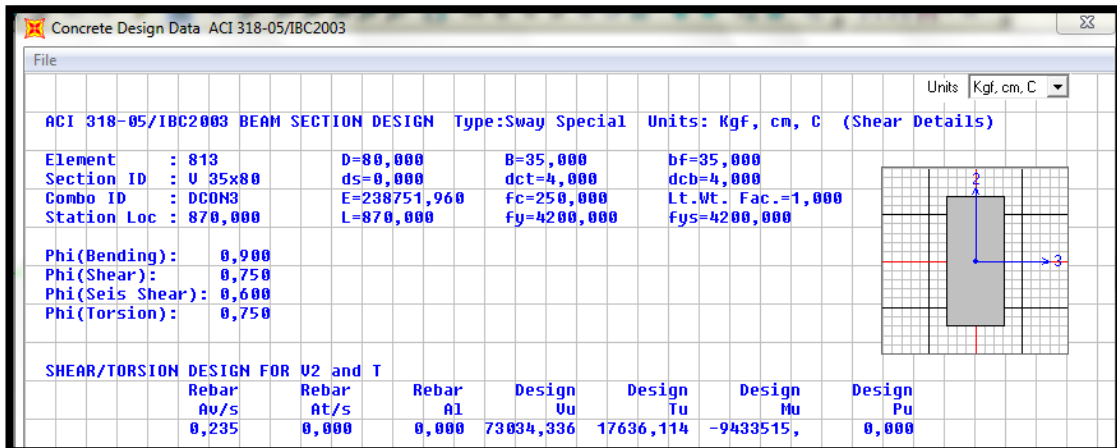 Concrete Design Data ACI 318-05/IBC2003
File
Units Kgf, cm, C
ACI 318-05/IBC2003 BEAM SECTION DESIGN Type:Sway Special Units: Kgf, cm, C (Shear Details)
Element : 813 D=80,000 B=35,000 bf=35,000
Section ID : V 35x80 ds=0,000 dct=4,000 dcb=4,000
Combo ID : DCON3 E=238751,960 fc=250,000 Lt.Wt. Fac.=1,000
Station Loc : 870,000 L=870,000 fy=4200,000 fys=4200,000
2
3
Phi(Bending): 0,900
Phi(Shear): 0,750
Phi(Seis Shear): 0,600
Phi(Torsion): 0,750
SHEAR/TORSION DESIGN FOR V2 and T
Rebar Rebar Rebar Design Design Design Design
Av/s At/s Al Vu Tu Mu Pu
0,235 0,000 0,000 73034,336 17636,114 -9433515, 0,000